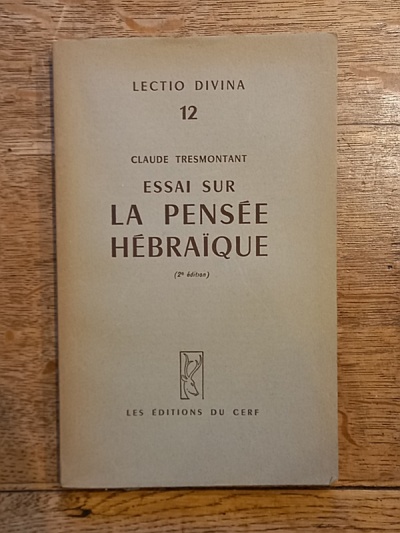 LECTIO DIVINA
12
CLAUDE TRESMONTANT
ESSAI SUR
LA PENSÉE
HÉBRAÏQUE
(2e édition)
LES ÉDITIONS DU CERF